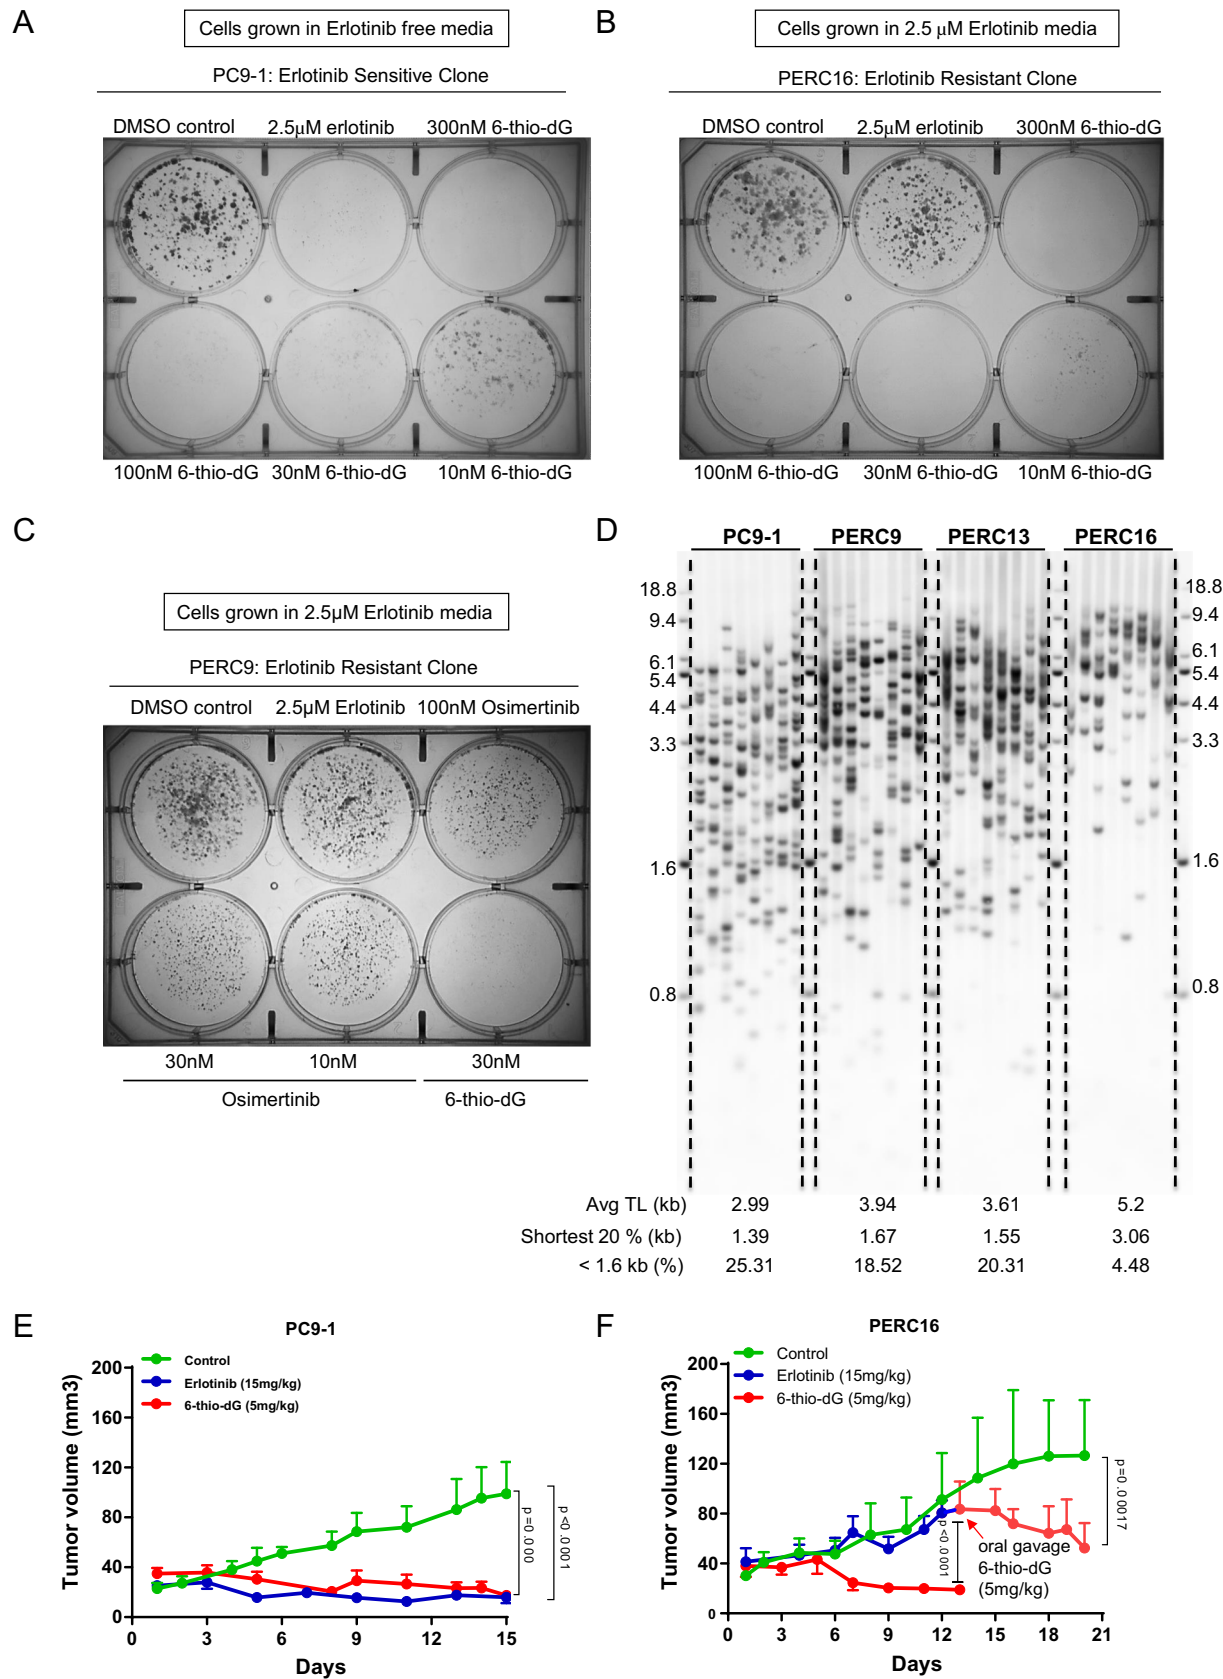 A
Cells grown in Erlotinib free media
PC9-1: Erlotinib Sensitive Clone
DMSO control 2.5μM erlotinib 300nM 6-thio-dG
100nM 6-thio-dG 30nM 6-thio-dG 10nM 6-thio-dG
B
Cells grown in 2.5 μM Erlotinib media
PERC16: Erlotinib Resistant Clone
DMSO control 2.5μM erlotinib 300nM 6-thio-dG
100nM 6-thio-dG 30nM 6-thio-dG 10nM 6-thio-dG
C
Cells grown in 2.5μM Erlotinib media
PERC9: Erlotinib Resistant Clone
DMSO control 2.5μM Erlotinib 100nM Osimertinib
30nM 10nM 30nM
Osimertinib 6-thio-dG
D
PC9-1 PERC9 PERC13 PERC16
18.8 18.8
9.4 9.4
6.1 6.1
5.4 5.4
4.4 4.4
3.3 3.3
1.6 1.6
0.8 0.8
Avg TL (kb) 2.99 3.94 3.61 5.2
Shortest 20 % (kb) 1.39 1.67 1.55 3.06
< 1.6 kb (%) 25.31 18.52 20.31 4.48
E
PC9-1
Control
Erlotinib (15mg/kg)
6-thio-dG (5mg/kg)
Tumor volume (mm3)
200
160
120
80
40
0
0 3 6 9 12 15
Days
p=0.000
p<0.0001
F
PERC16
Control
Erlotinib (15mg/kg)
6-thio-dG (5mg/kg)
Tumor volume (mm3)
200
160
120
80
40
0
0 3 6 9 12 15 18 21
Days
p<0.0001
oral gavage
6-thio-dG
(5mg/kg)
p=0.00017